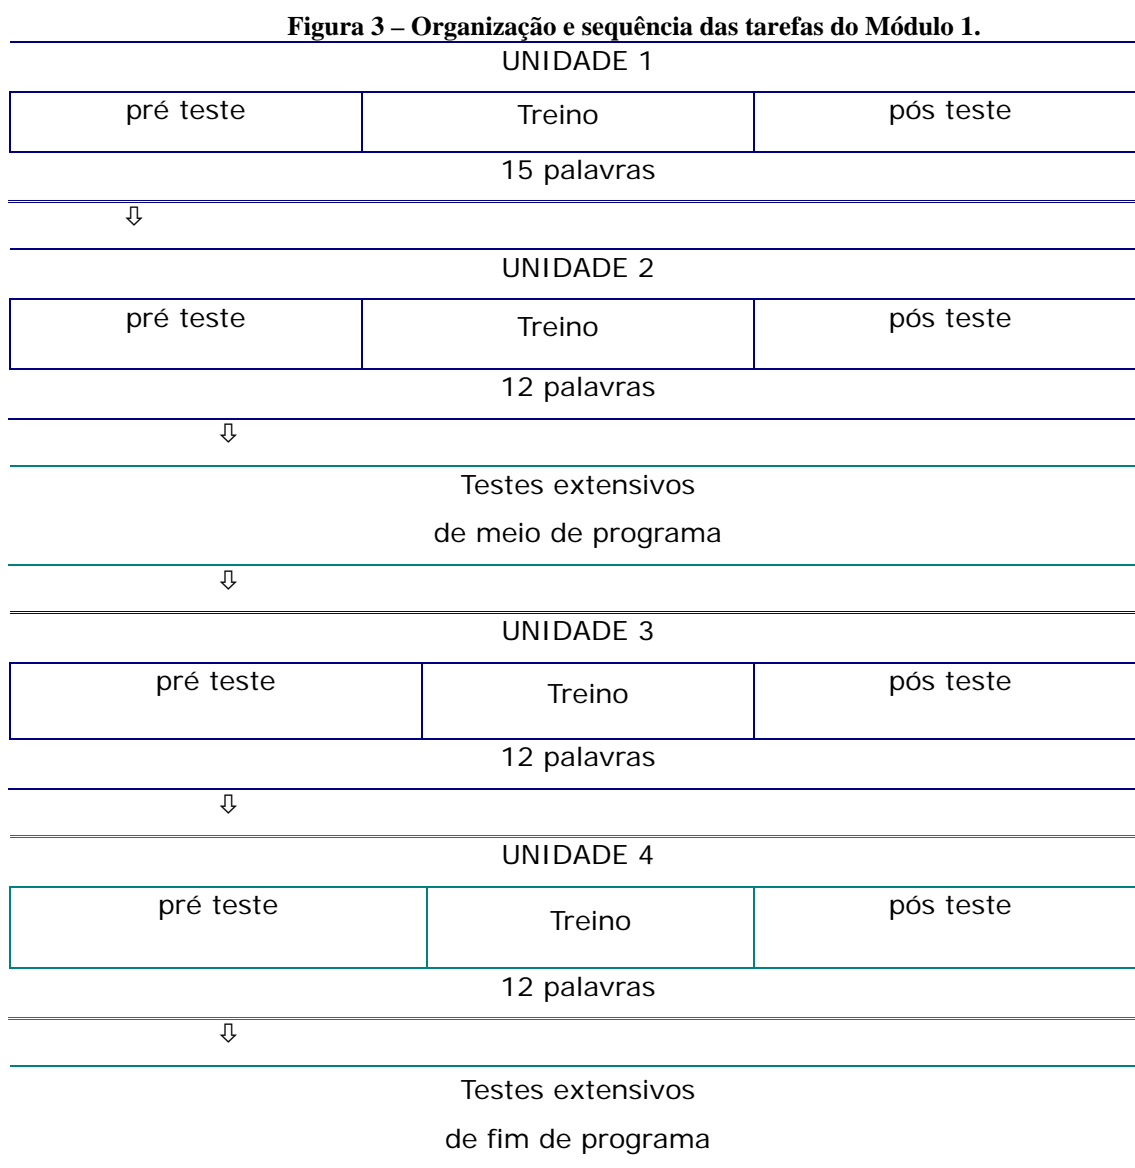 Figura 3 – Organização e sequência das tarefas do Módulo 1.
UNIDADE 1
pré teste Treino pós teste
15 palavras
⇩
UNIDADE 2
pré teste Treino pós teste
12 palavras
⇩
Testes extensivos
de meio de programa
⇩
UNIDADE 3
pré teste Treino pós teste
12 palavras
⇩
UNIDADE 4
pré teste Treino pós teste
12 palavras
⇩
Testes extensivos
de fim de programa